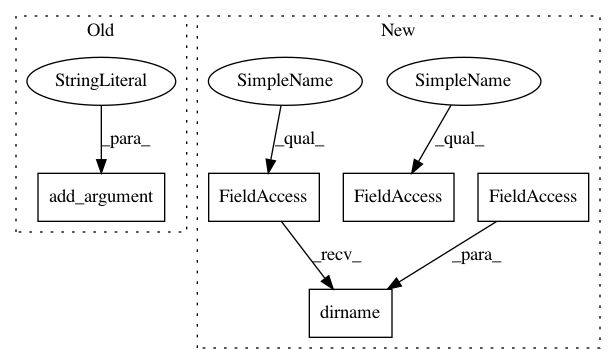 Old
New
StringLiteral
SimpleName
SimpleName
_para_
_qual_
_qual_
add_argument
FieldAccess
FieldAccess
FieldAccess
_recv_
_para_
dirname